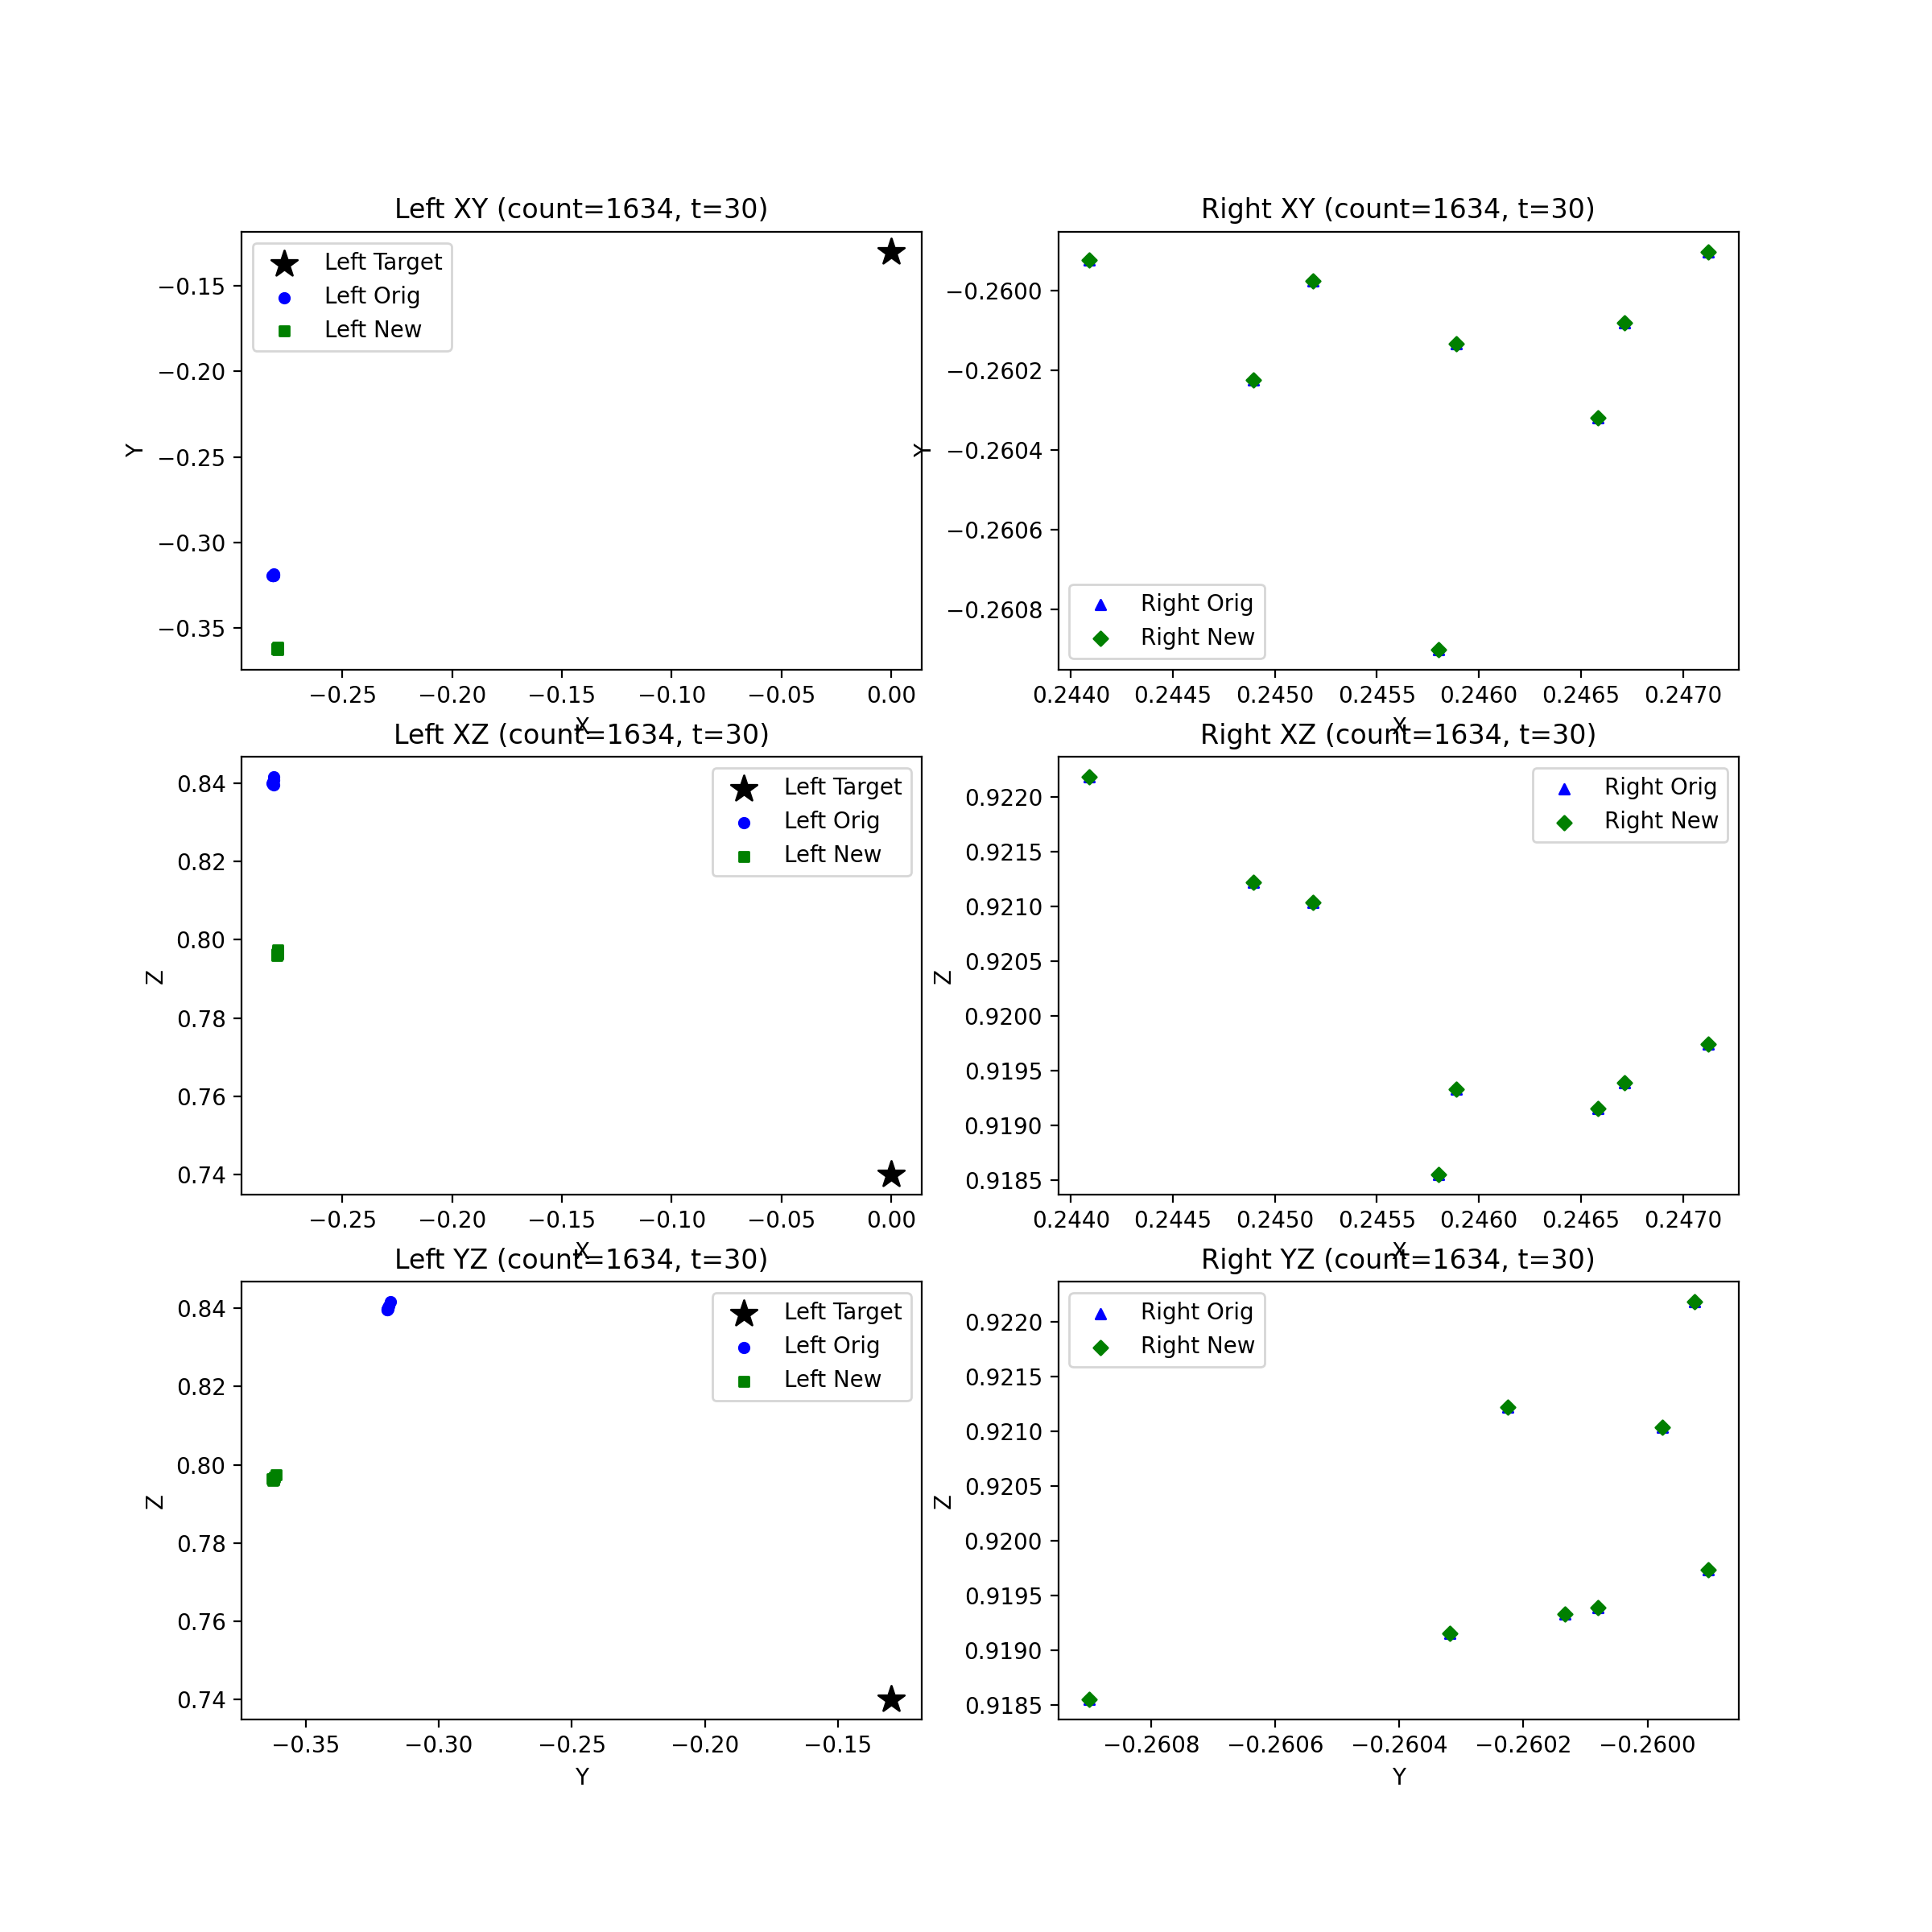 Left XY (count=1634, t=30)
Left Target
Left Orig
Left New
−0.15
−0.20
−0.25
−0.30
−0.35
Y
−0.25 −0.20 −0.15 −0.10 −0.05 0.00
X
Right XY (count=1634, t=30)
−0.2600
−0.2602
−0.2604
−0.2606
−0.2608
Y
Right Orig
Right New
0.2440 0.2445 0.2450 0.2455 0.2460 0.2465 0.2470
X
Left XZ (count=1634, t=30)
Left Target
Left Orig
Left New
0.84
0.82
0.80
0.78
0.76
0.74
Z
−0.25 −0.20 −0.15 −0.10 −0.05 0.00
X
Right XZ (count=1634, t=30)
Right Orig
Right New
0.9220
0.9215
0.9210
0.9205
0.9200
0.9195
0.9190
0.9185
Z
0.2440 0.2445 0.2450 0.2455 0.2460 0.2465 0.2470
X
Left YZ (count=1634, t=30)
Left Target
Left Orig
Left New
0.84
0.82
0.80
0.78
0.76
0.74
Z
−0.35 −0.30 −0.25 −0.20 −0.15
Y
Right YZ (count=1634, t=30)
Right Orig
Right New
0.9220
0.9215
0.9210
0.9205
0.9200
0.9195
0.9190
0.9185
Z
−0.2608 −0.2606 −0.2604 −0.2602 −0.2600
Y